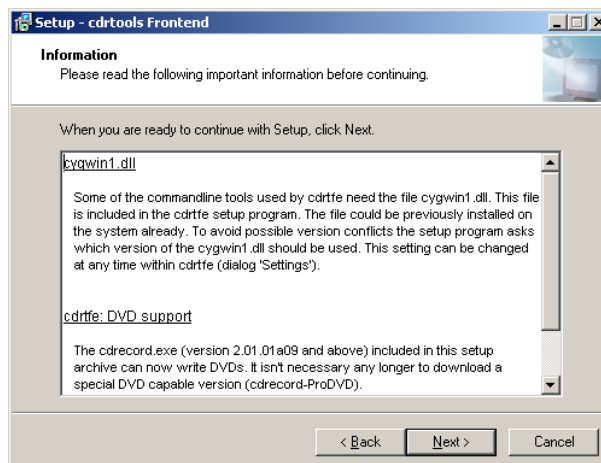 Setup - cdrtools Frontend
Information
Please read the following important information before continuing.
When you are ready to continue with Setup, click Next.
cygwin1.dll
Some of the commandline tools used by cdrtfe need the file cygwin1.dll. This file
is included in the cdrtfe setup program. The file could be previously installed on
the system already. To avoid possible version conflicts the setup program asks
which version of the cygwin1.dll should be used. This setting can be changed
at any time within cdrtfe (dialog 'Settings').
cdrtfe: DVD support
The cdrecord.exe (version 2.01.01a09 and above) included in this setup
archive can now write DVDs. It isn't necessary any longer to download a
special DVD capable version (cdrecord-ProDVD).
< Back
Next >
Cancel